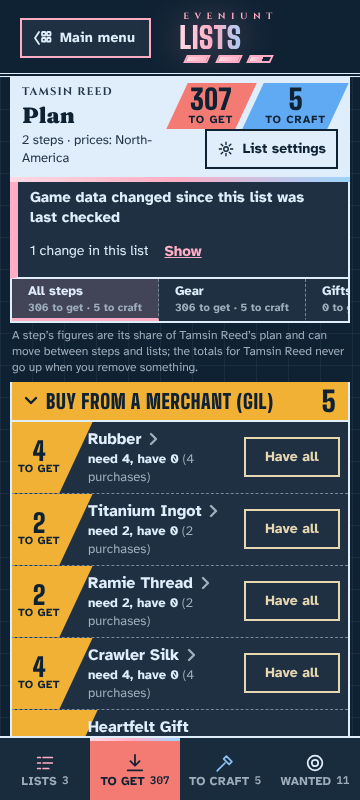 EVENIUNT
Main menu
LISTS
TAMSIN REED
Plan
2 steps · prices: North-
America
307
TO GET
5
TO CRAFT
List settings
Game data changed since this list was
last checked
1 change in this list Show
All steps
306 to get · 5 to craft
Gear
306 to get · 5 to craft
Gifts
0 to
A step's figures are its share of Tamsin Reed's plan and can
move between steps and lists; the totals for Tamsin Reed never
go up when you remove something.
BUY FROM A MERCHANT (GIL) 5
4
TO GET
Rubber
need 4, have 0 (4
purchases)
Have all
2
TO GET
Titanium Ingot
need 2, have 0 (2
purchases)
Have all
2
TO GET
Ramie Thread
need 2, have 0 (2
purchases)
Have all
4
TO GET
Crawler Silk
need 4, have 0 (4
purchases)
Have all
Heartfelt Gift
LISTS 3
TO GET 307
TO CRAFT 5
WANTED 11